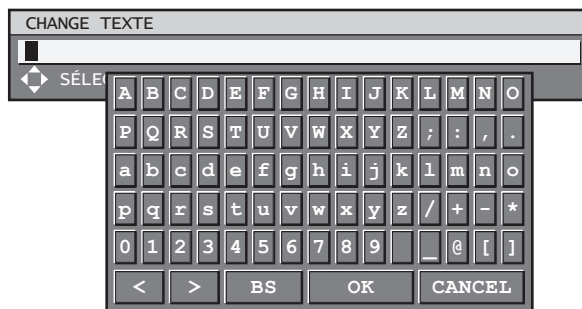 CHANGE TEXTE
SÉLEC
A B C D E F G H I J K L M N O
P Q R S T U V W X Y Z ; : , .
a b c d e f g h i j k l m n o
p q r s t u v w x y z / + - *
0 1 2 3 4 5 6 7 8 9 _ @ [ ]
< > BS OK CANCEL